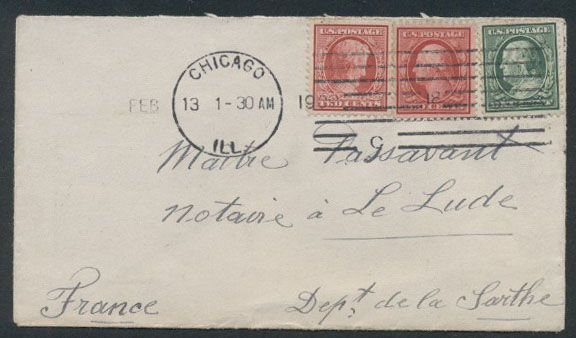 U.S. POSTAGE U.S. POSTAGE U.S. POSTAGE
CHICAGO
FEB 13 1-30 AM 19
TWO CENTS
ILL.
C
Maître Passavant
notaire à Le Lude
France Dept. de la Sarthe